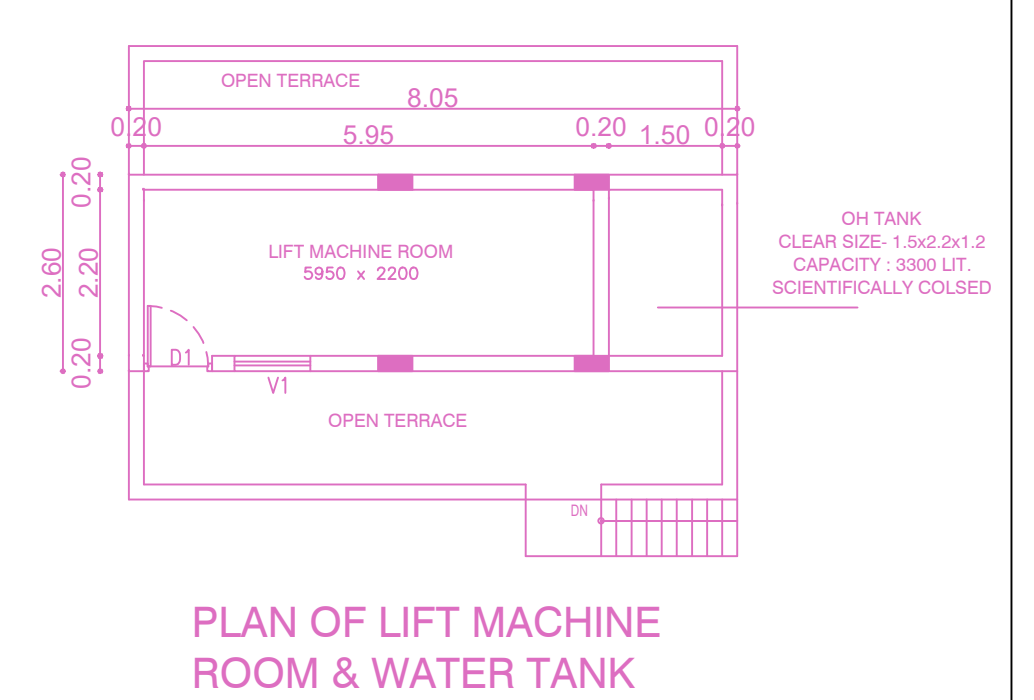 OPEN TERRACE
8.05
0.20
5.95
0.20
1.50
0.20
0.20
2.60
2.20
0.20
LIFT MACHINE ROOM
5950 x 2200
OH TANK
CLEAR SIZE- 1.5x2.2x1.2
CAPACITY : 3300 LIT.
SCIENTIFICALLY COLSED
D1
V1
OPEN TERRACE
DN
PLAN OF LIFT MACHINE
ROOM & WATER TANK